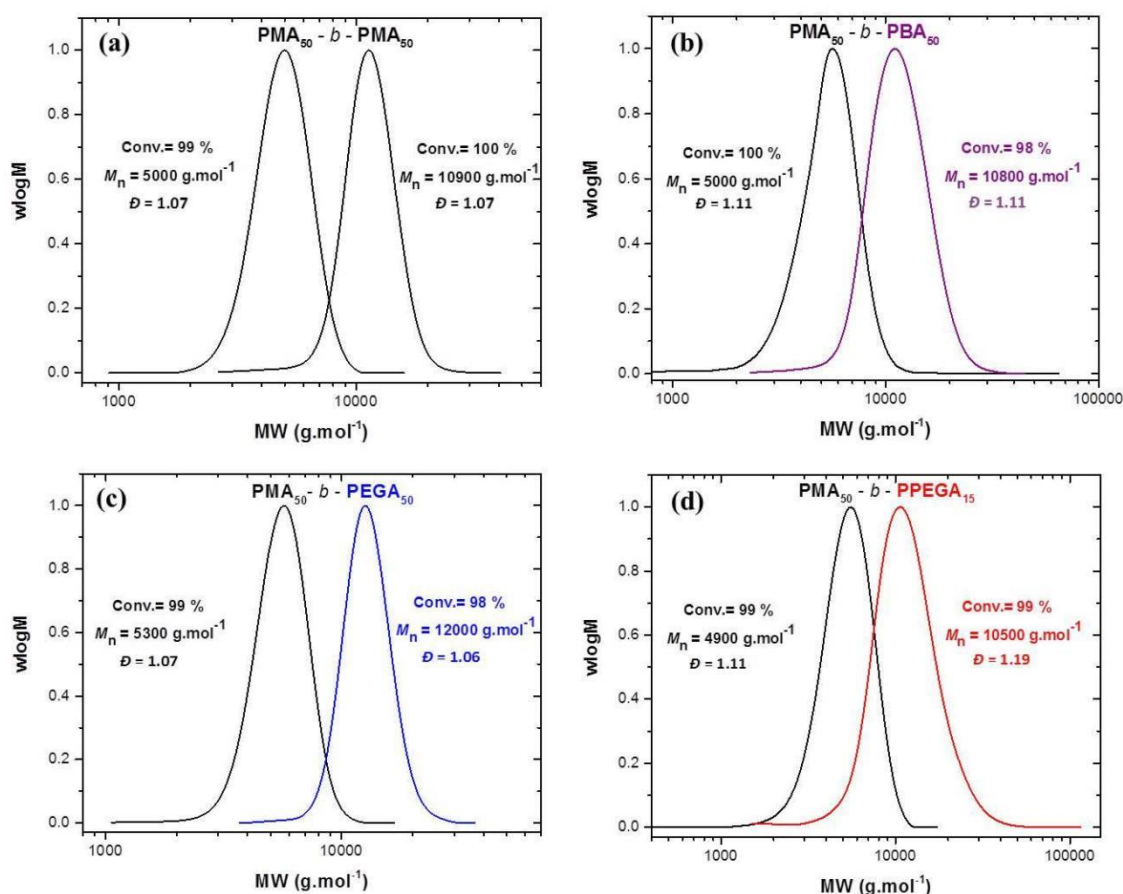 (a)
PMA50 - b - PMA50
wlogM
1.0
0.8
0.6
0.4
0.2
0.0
Conv.= 99 %
Mn = 5000 g.mol-1
Đ = 1.07
Conv.= 100 %
Mn = 10900 g.mol-1
Đ = 1.07
1000
10000
MW (g.mol-1)
(b)
PMA50 - b - PBA50
wlogM
1.0
0.8
0.6
0.4
0.2
0.0
Conv.= 100 %
Mn = 5000 g.mol-1
Đ = 1.11
Conv.= 98 %
Mn = 10800 g.mol-1
Đ = 1.11
1000
10000
100000
MW (g.mol-1)
(c)
PMA50 - b - PEGA50
wlogM
1.0
0.8
0.6
0.4
0.2
0.0
Conv.= 99 %
Mn = 5300 g.mol-1
Đ = 1.07
Conv.= 98 %
Mn = 12000 g.mol-1
Đ = 1.06
1000
10000
MW (g.mol-1)
(d)
PMA50 - b - PPEGA15
wlogM
1.0
0.8
0.6
0.4
0.2
0.0
Conv.= 99 %
Mn = 4900 g.mol-1
Đ = 1.11
Conv.= 99 %
Mn = 10500 g.mol-1
Đ = 1.19
1000
10000
100000
MW (g.mol-1)